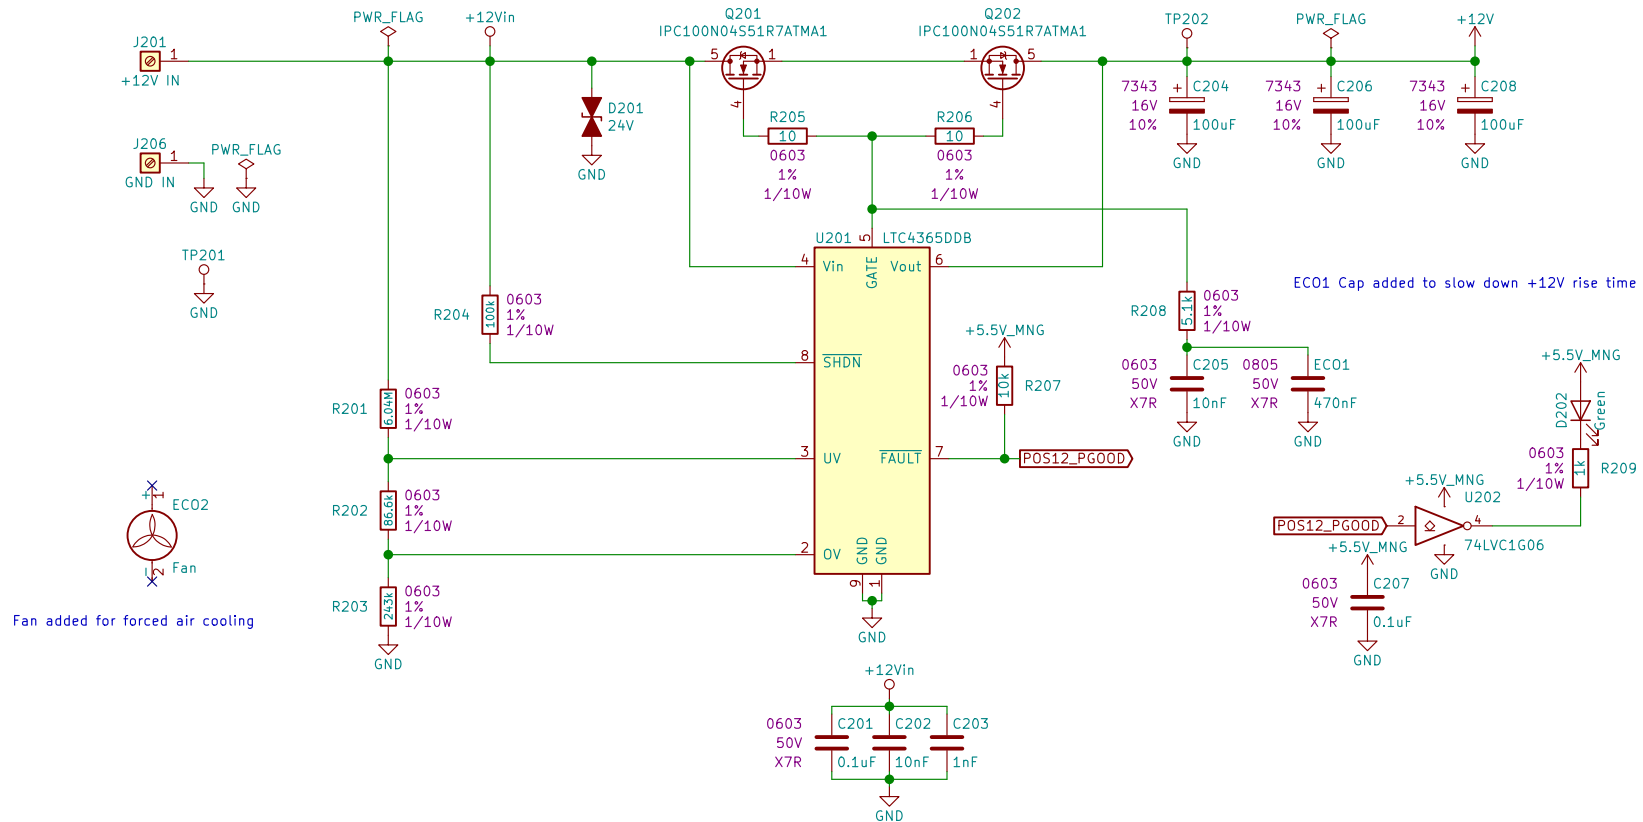 PWR_FLAG
+12Vin
Q201
IPC100N04S51R7ATMA1
Q202
IPC100N04S51R7ATMA1
TP202
PWR_FLAG
+12V
J201
1
+12V IN
5
1
4
1
5
4
D201
24V
GND
R205
10
0603
1%
1/10W
R206
10
0603
1%
1/10W
7343
16V
10%
+
C204
100uF
GND
7343
16V
10%
+
C206
100uF
GND
7343
16V
10%
+
C208
100uF
GND
J206
1
GND IN
GND
PWR_FLAG
GND
TP201
GND
U201
LTC4365DDB
5
GATE
4
Vin
Vout
6
8
SHDN
3
UV
FAULT
7
2
OV
GND
GND
9
1
GND
R204
100k
0603
1%
1/10W
R201
6.04M
0603
1%
1/10W
R202
86.6k
0603
1%
1/10W
R203
243k
0603
1%
1/10W
GND
+5.5V_MNG
0603
1%
1/10W
10k
R207
POS12_PGOOD
ECO1 Cap added to slow down +12V rise time
R208
5.1k
0603
1%
1/10W
0603
50V
X7R
C205
10nF
GND
0805
50V
X7R
ECO1
470nF
GND
+5.5V_MNG
D202
Green
0603
1%
1/10W
1k
R209
+5.5V_MNG
U202
POS12_PGOOD
2
4
74LVC1G06
GND
+5.5V_MNG
0603
50V
X7R
C207
0.1uF
GND
+
1
ECO2
-
2
Fan
Fan added for forced air cooling
+12Vin
0603
50V
X7R
C201
0.1uF
C202
10nF
C203
1nF
GND